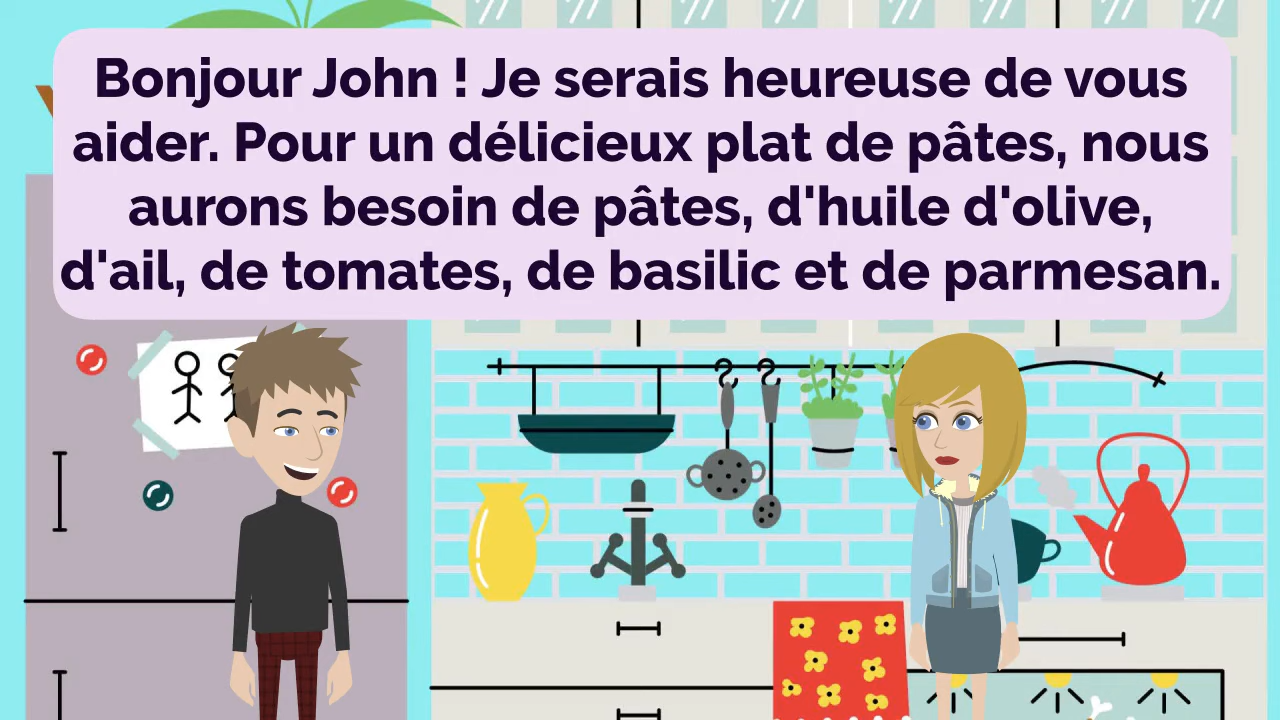 Bonjour John ! Je serais heureuse de vous
aider. Pour un délicieux plat de pâtes, nous
aurons besoin de pâtes, d'huile d'olive,
d'ail, de tomates, de basilic et de parmesan.